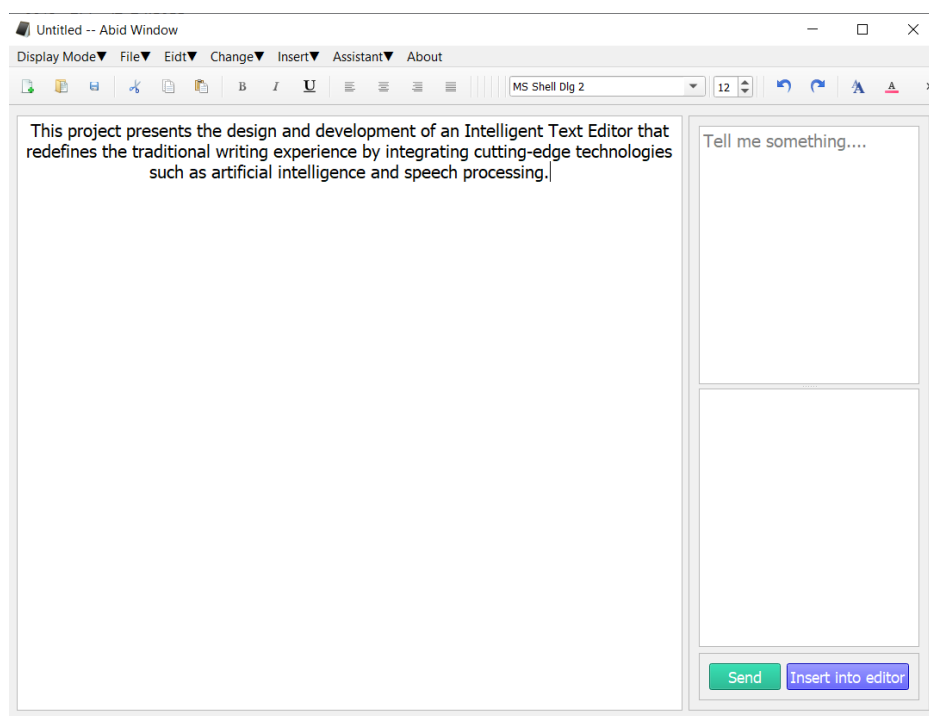 Untitled -- Abid Window
Display Mode▼ File▼ Eidt▼ Change▼ Insert▼ Assistant▼ About
B I U MS Shell Dlg 2 12 A A
This project presents the design and development of an Intelligent Text Editor that
redefines the traditional writing experience by integrating cutting-edge technologies
such as artificial intelligence and speech processing.
Tell me something....
Send Insert into editor